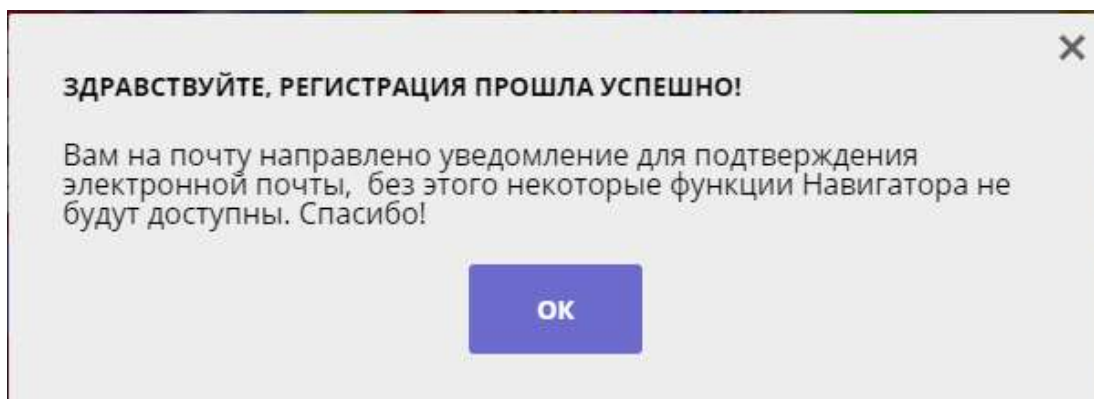 ЗДРАВСТВУЙТЕ, РЕГИСТРАЦИЯ ПРОШЛА УСПЕШНО!
Вам на почту направлено уведомление для подтверждения
электронной почты,  без этого некоторые функции Навигатора не
будут доступны. Спасибо!
ОК